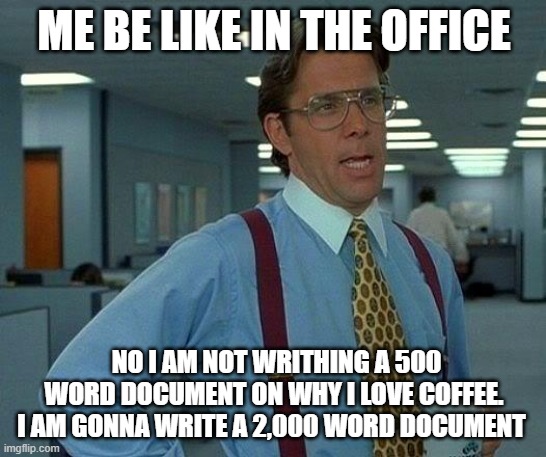 ME BE LIKE IN THE OFFICE
NO I AM NOT WRITHING A 500
WORD DOCUMENT ON WHY I LOVE COFFEE.
I AM GONNA WRITE A 2,000 WORD DOCUMENT
imgflip.com